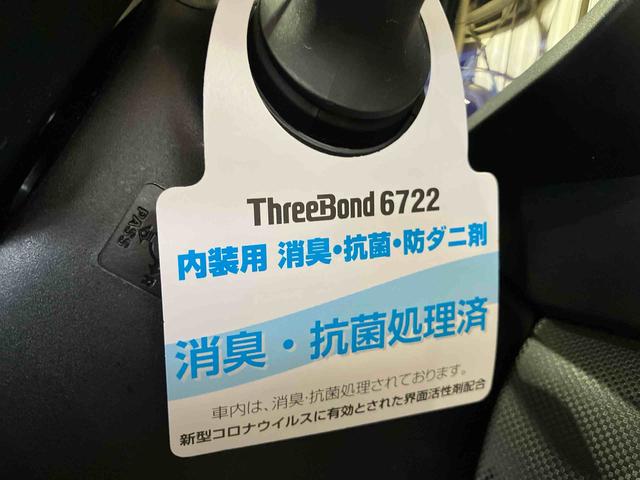 ThreeBond 6722
内装用 消臭・抗菌・防ダニ剤
消臭・抗菌処理済
車内は、消臭・抗菌処理されております。
新型コロナウイルスに有効とされた界面活性剤配合
PASS